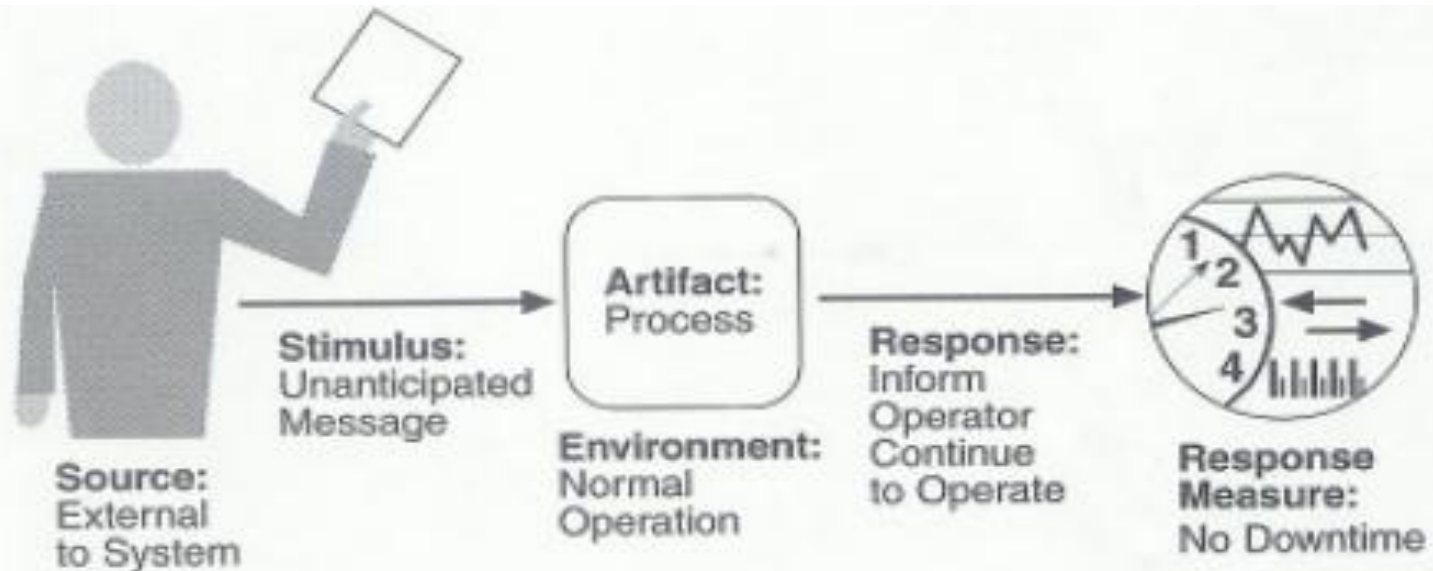 Source:
External
to System
Stimulus:
Unanticipated
Message
Artifact:
Process
Environment:
Normal
Operation
Response:
Inform
Operator
Continue
to Operate
1
2
3
4
Response
Measure:
No Downtime